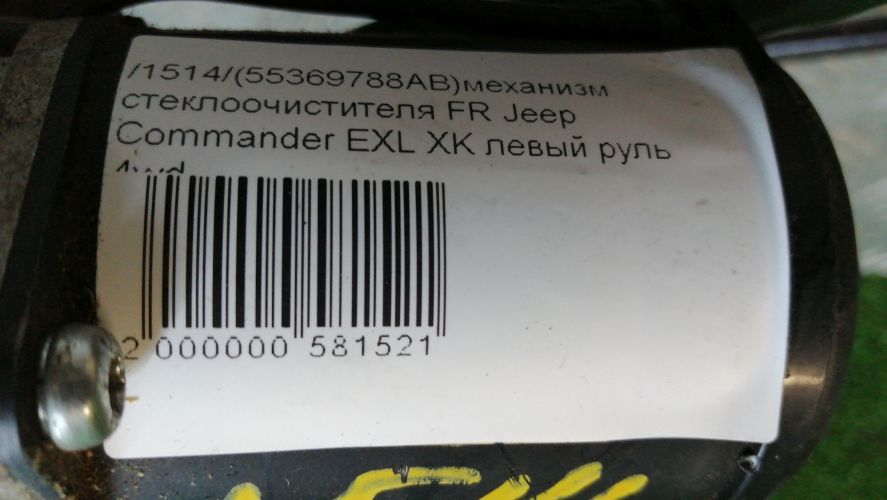 /1514/(55369788AB)механизм
стеклоочистителя FR Jeep
Commander EXL XK левый руль
2 000000 581521